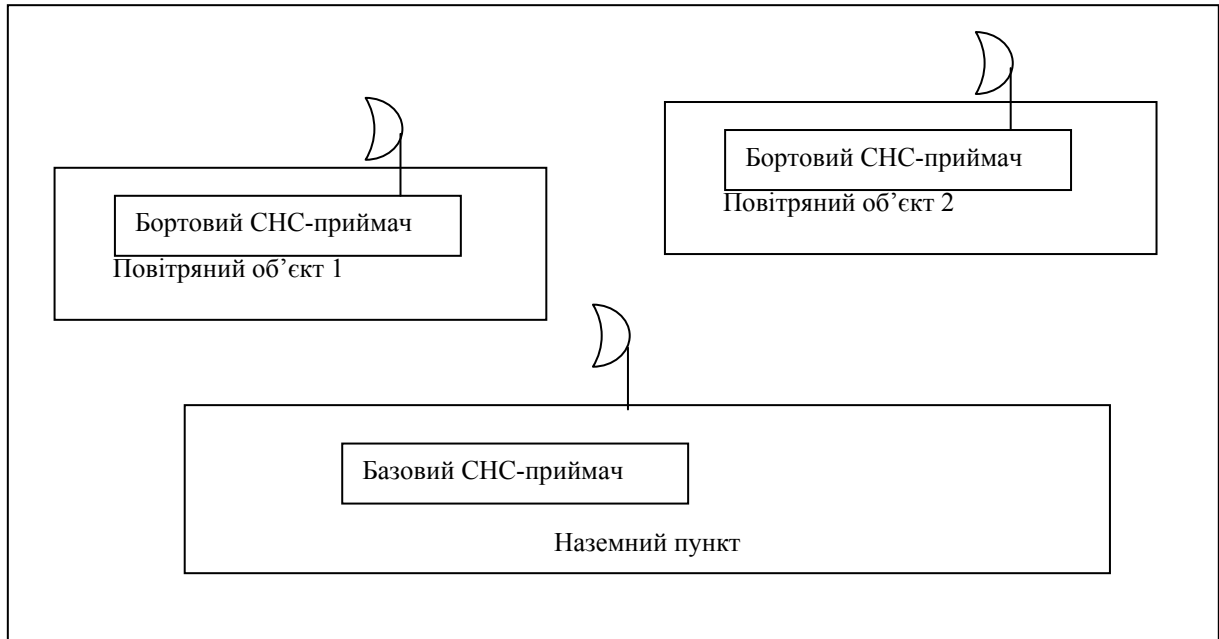 Бортовий СНС-приймач
Повітряний об’єкт 2
Бортовий СНС-приймач
Повітряний об’єкт 1
Базовий СНС-приймач
Наземний пункт